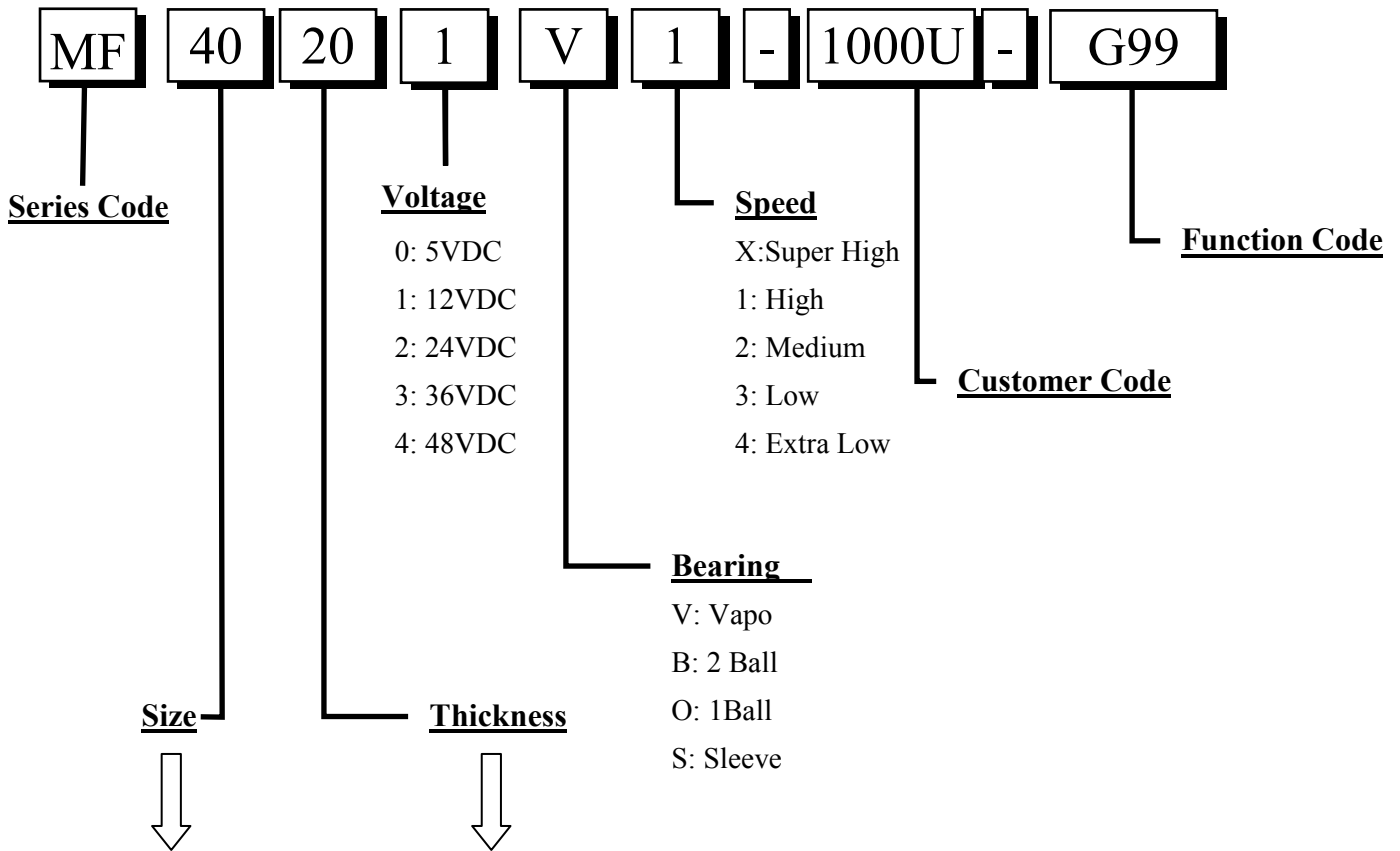 MF 40 20 1 V 1 - 1000U - G99
Series Code
Voltage
0: 5VDC
1: 12VDC
2: 24VDC
3: 36VDC
4: 48VDC
Speed
X:Super High
1: High
2: Medium
3: Low
4: Extra Low
Function Code
Customer Code
Bearing
V: Vapo
B: 2 Ball
O: 1Ball
S: Sleeve
Size
Thickness